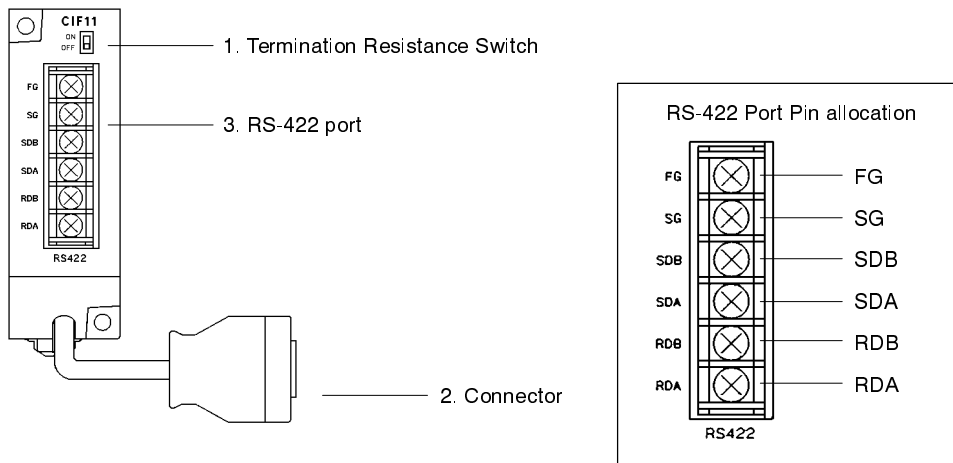 CIF11
ON
OFF
1. Termination Resistance Switch
FG
SG
3. RS-422 port
SDB
SDA
RDB
RDA
RS422
2. Connector
RS-422 Port Pin allocation
FG FG
SG SG
SDB SDB
SDA SDA
RDB RDB
RDA RDA
RS422